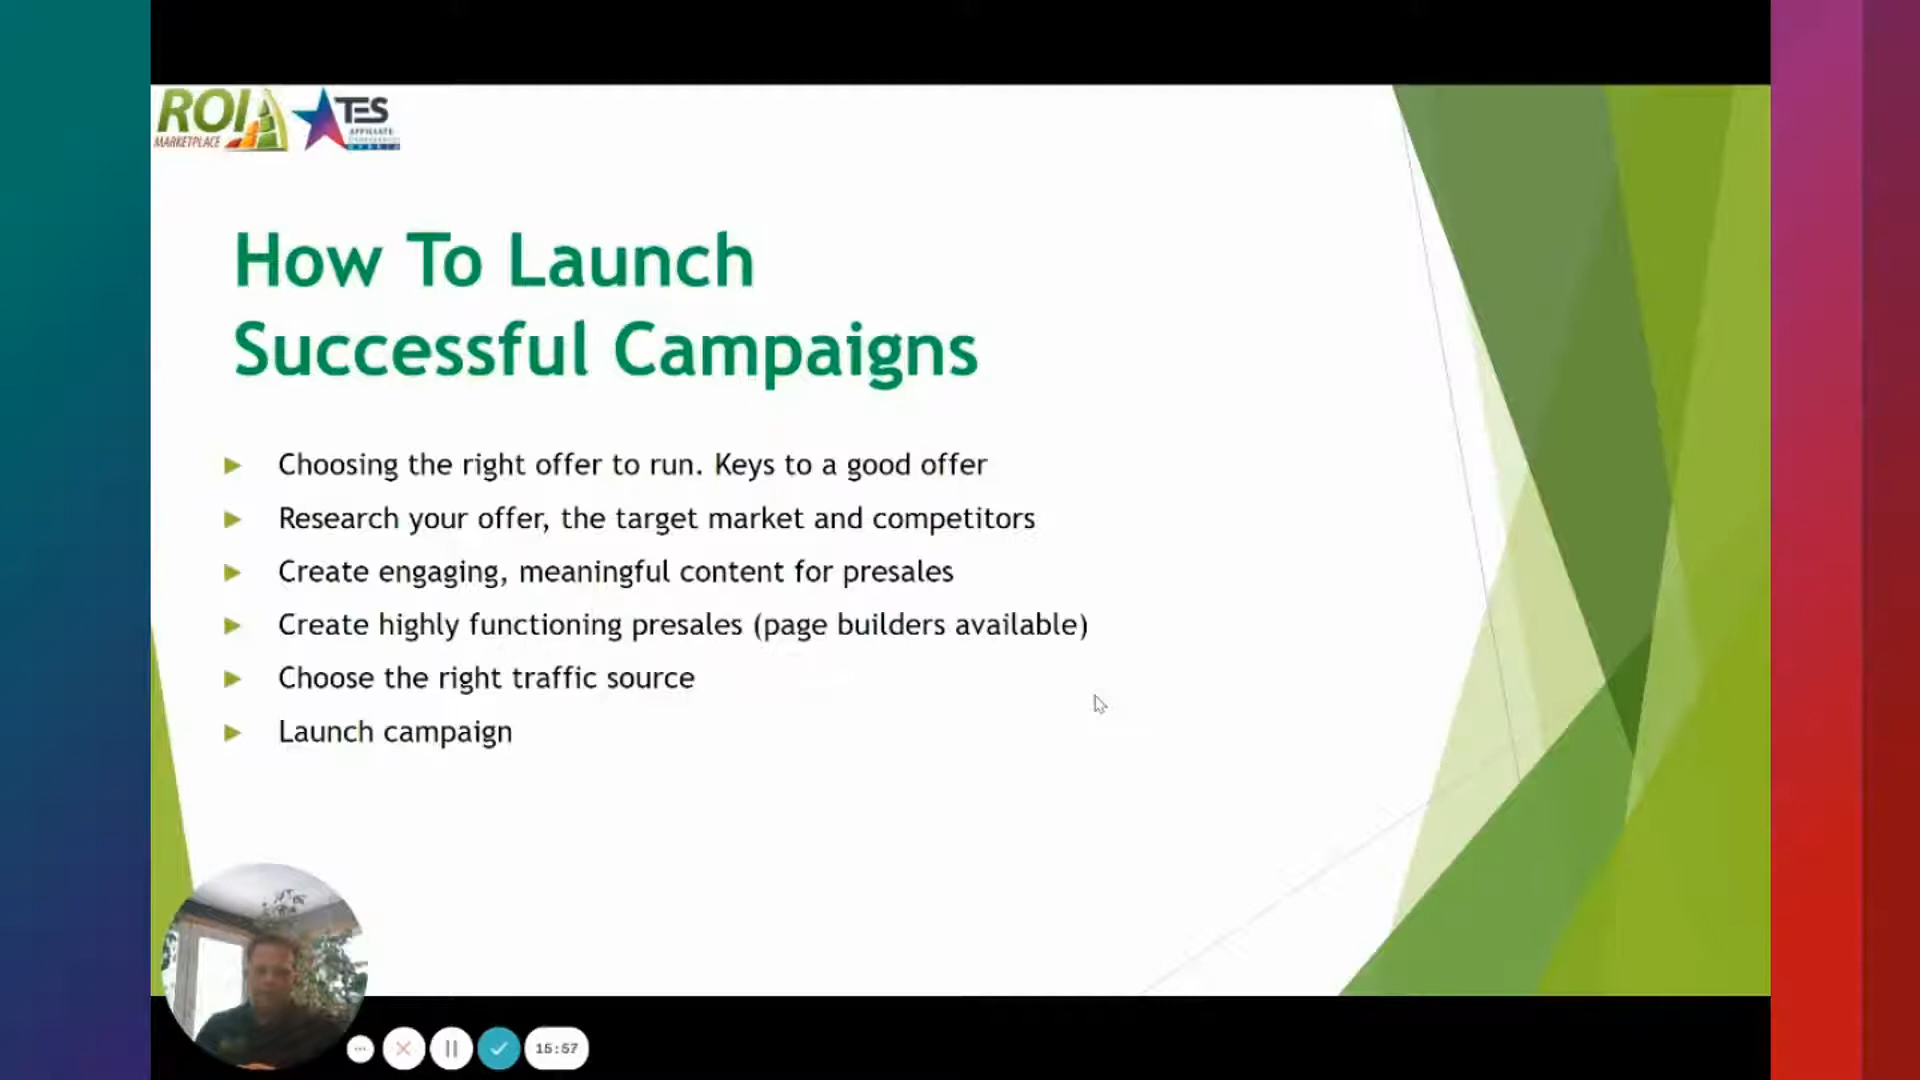 ROI
MARKETPLACE
TES
AFFILIATE
How To Launch
Successful Campaigns
Choosing the right offer to run. Keys to a good offer
Research your offer, the target market and competitors
Create engaging, meaningful content for presales
Create highly functioning presales (page builders available)
Choose the right traffic source
Launch campaign
15:57